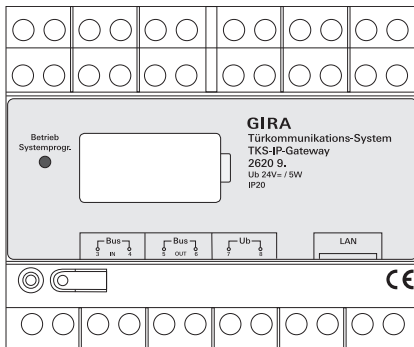 GIRA
Türkommunikations-System
TKS-IP-Gateway
2620 9.
Ub 24V= / 5W
IP20
Betrieb
Systemprogr.
Bus Bus Ub LAN
3 IN 4 5 OUT 6 7 8
CE